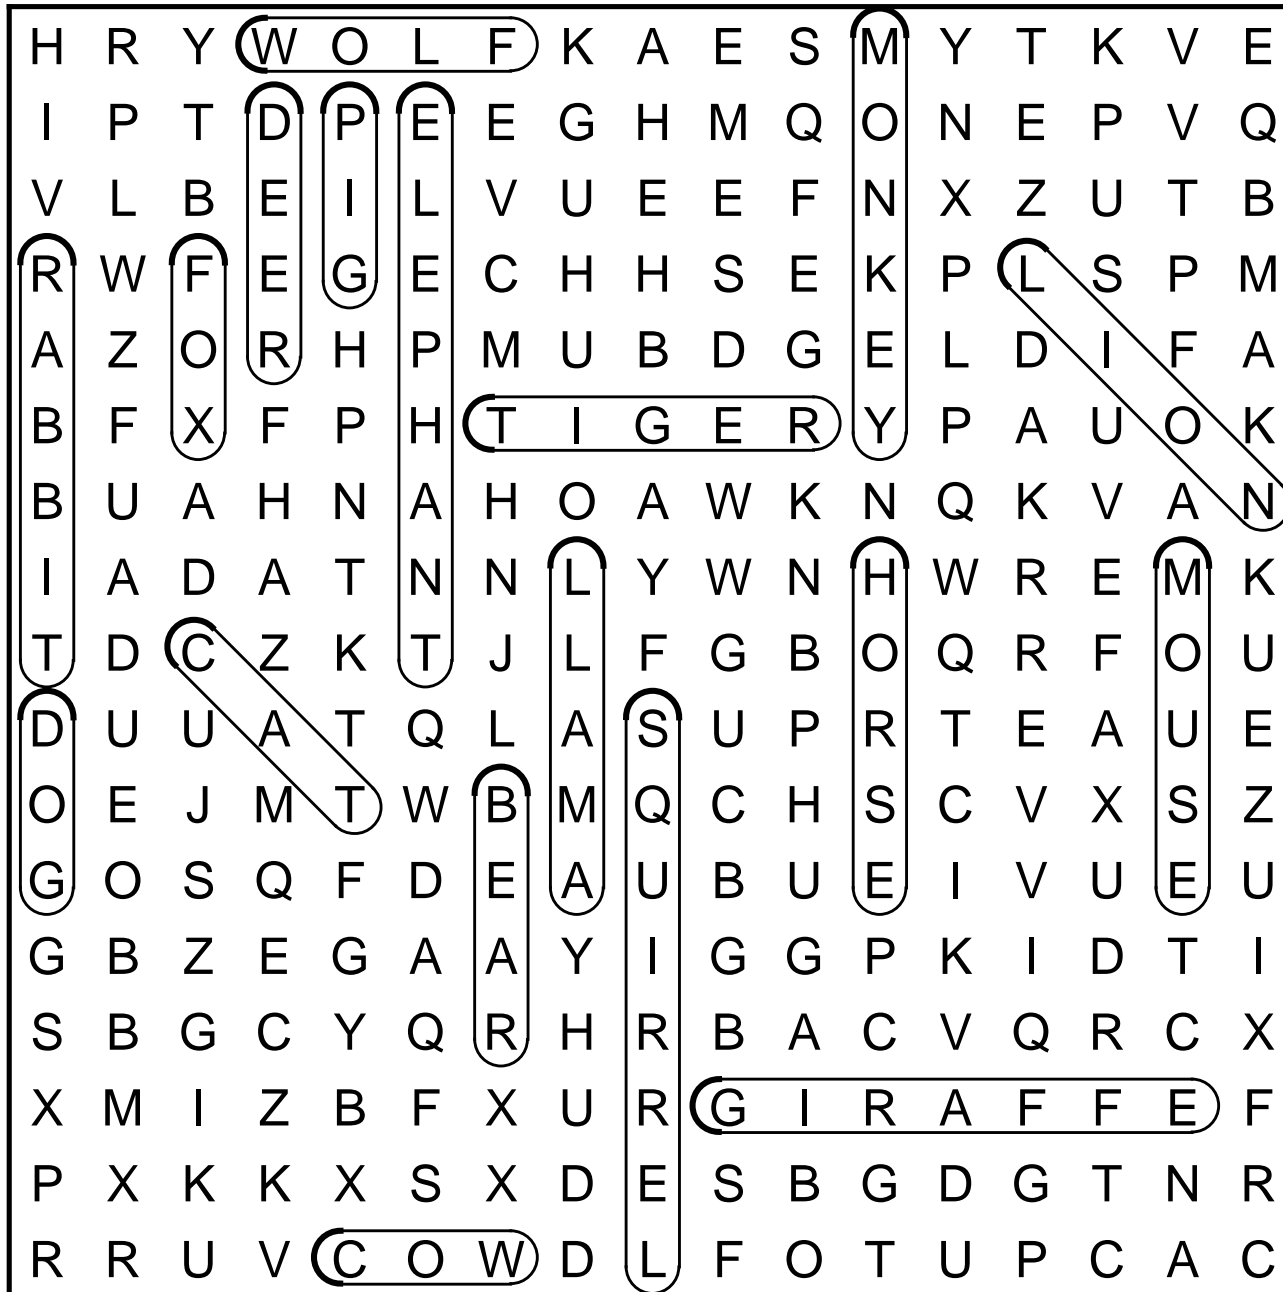 H R Y W O L F K A E S M Y T K V E
I P T D P E E G H M Q O N E P V Q
V L B E I L V U E E F N X Z U T B
R W F E G E C H H S E K P L S P M
A Z O R H P M U B D G E L D I F A
B F X F P H T I G E R Y P A U O K
B U A H N A H O A W K N Q K V A N
I A D A T N N L Y W N H W R E M K
T D C Z K T J L F G B O Q R F O U
D U U A T Q L A S U P R T E A U E
O E J M T W B M Q C H S C V X S Z
G O S Q F D E A U B U E I V U E U
G B Z E G A A Y I G G P K I D T I
S B G C Y Q R H R B A C V Q R C X
X M I Z B F X U R G I R A F F E F
P X K K X S X D E S B G D G T N R
R R U V C O W D L F O T U P C A C